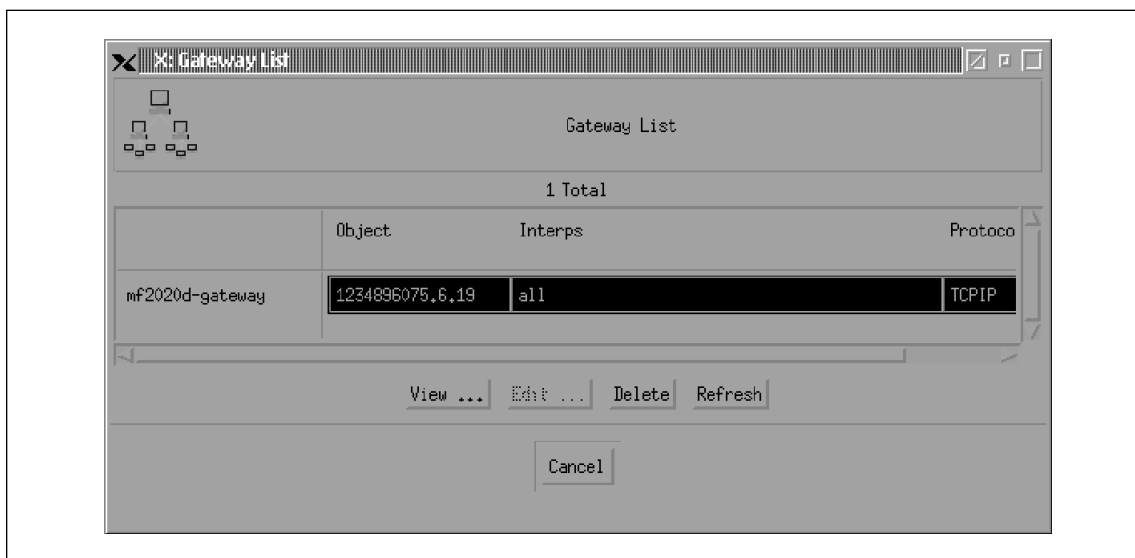 X: Gateway List
Gateway List
1 Total
Object Interps Protoco
mf2020d-gateway 1234896075.6.19 all TCPIP
View ... Edit ... Delete Refresh
Cancel